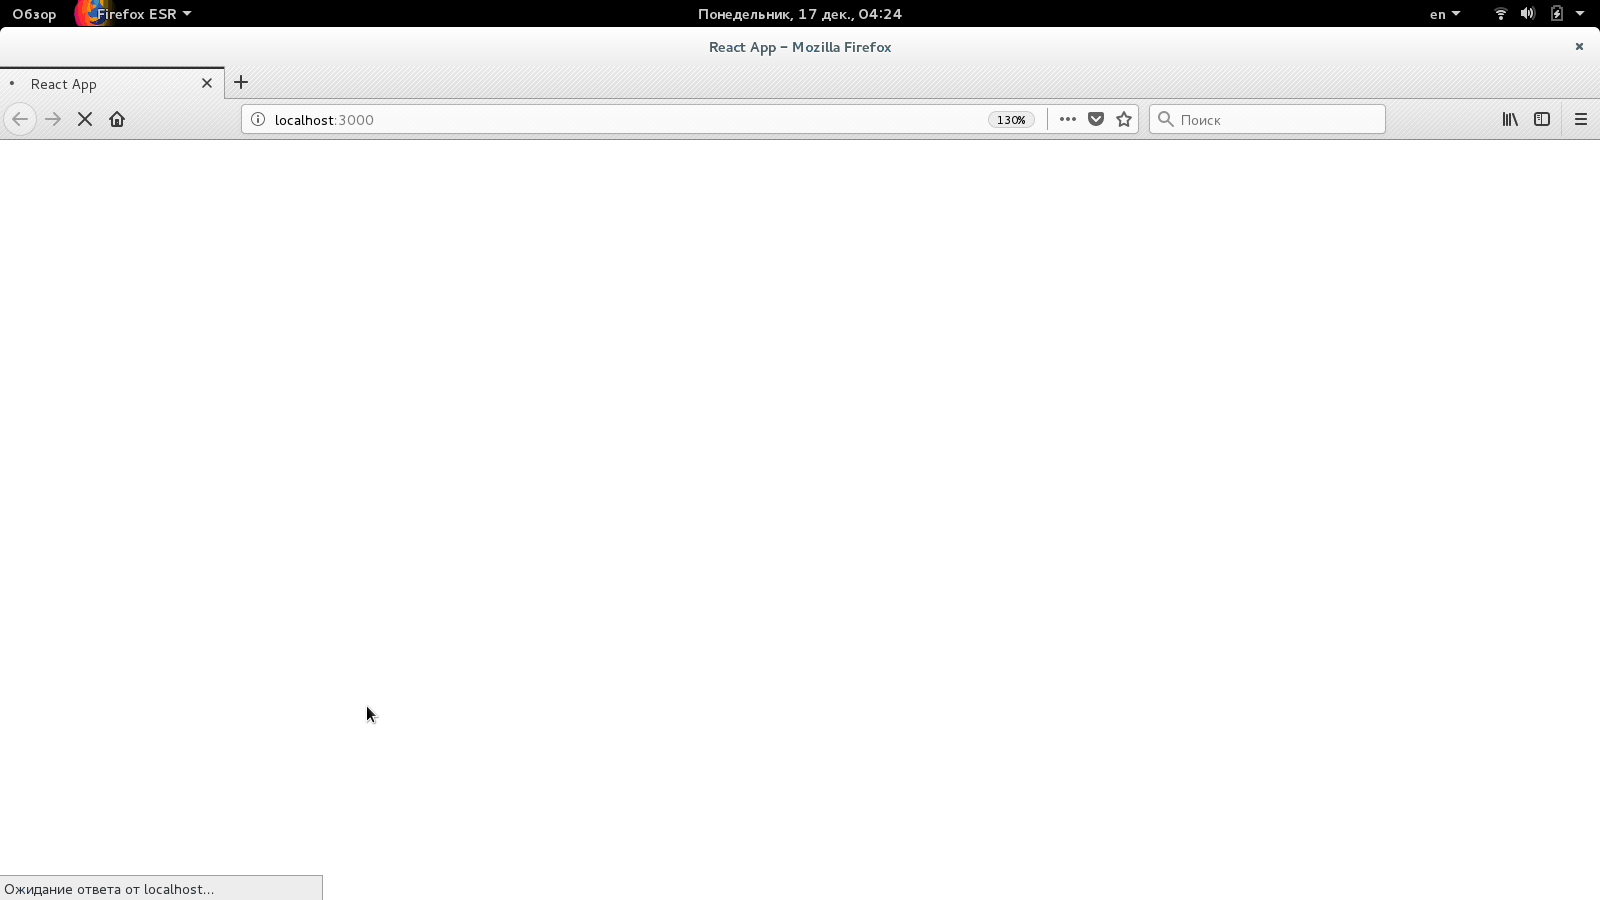 Обзор Firefox ESR Понедельник, 17 дек., 04:24 en
React App – Mozilla Firefox
React App
localhost:3000 130% Поиск
Ожидание ответа от localhost…